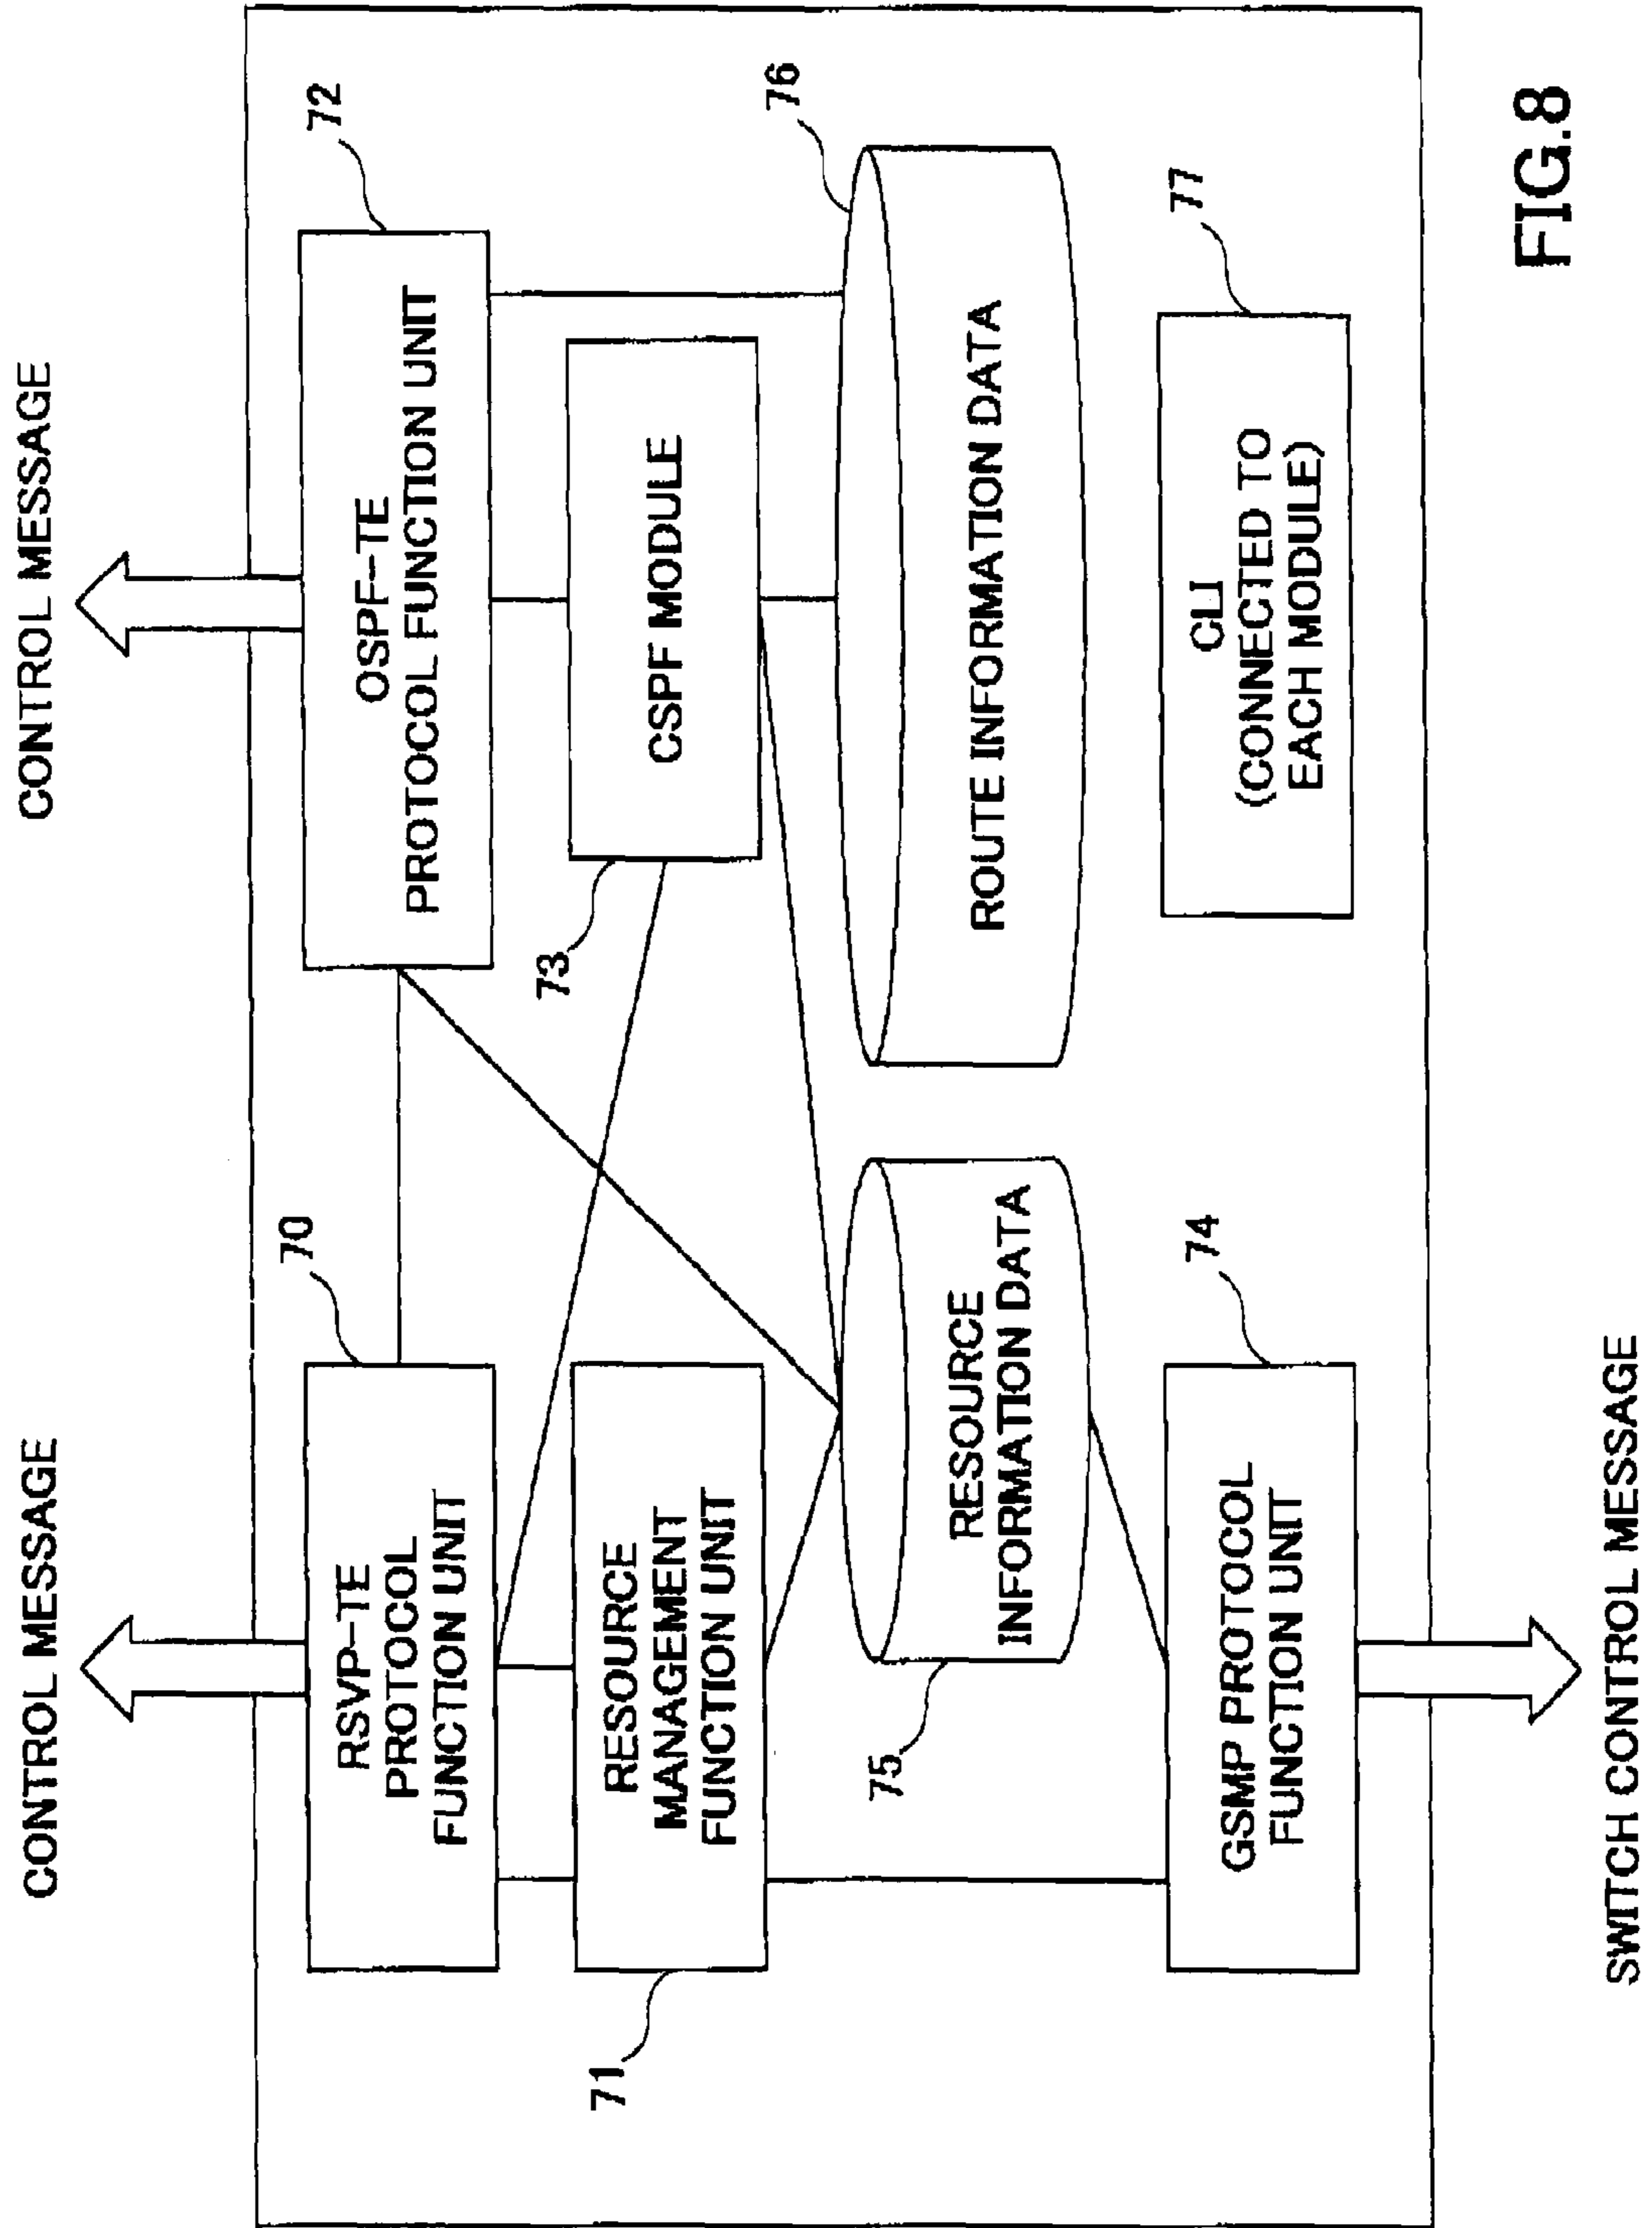 CONTROL MESSAGE
CONTROL MESSAGE
70
72
RSVP-TE
PROTOCOL
FUNCTION UNIT
OSPF-TE
PROTOCOL FUNCTION UNIT
71
RESOURCE
MANAGEMENT
FUNCTION UNIT
73
CSPF MODULE
75
RESOURCE
INFORMATION DATA
76
ROUTE INFORMATION DATA
74
GSMP PROTOCOL
FUNCTION UNIT
77
CLI
(CONNECTED TO
EACH MODULE)
SWITCH CONTROL MESSAGE
FIG.8